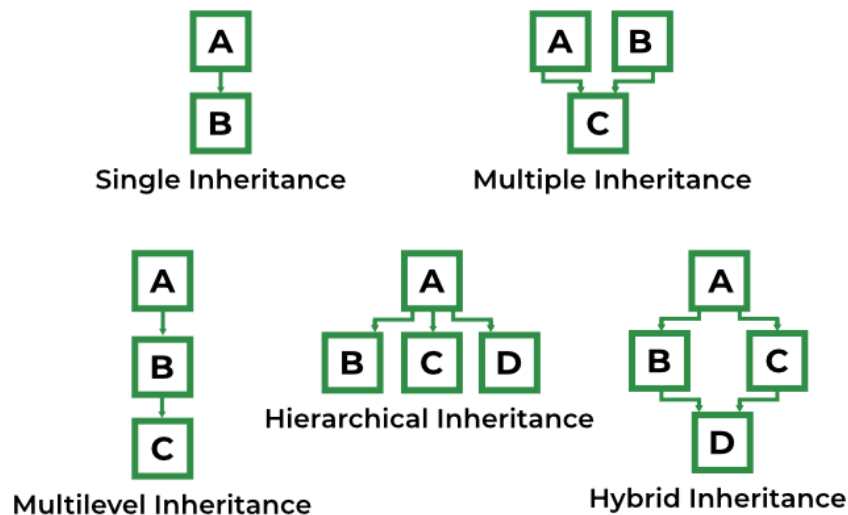 A
B
Single Inheritance
A B
C
Multiple Inheritance
A
B
C
Multilevel Inheritance
A
B C D
Hierarchical Inheritance
A
B C
D
Hybrid Inheritance